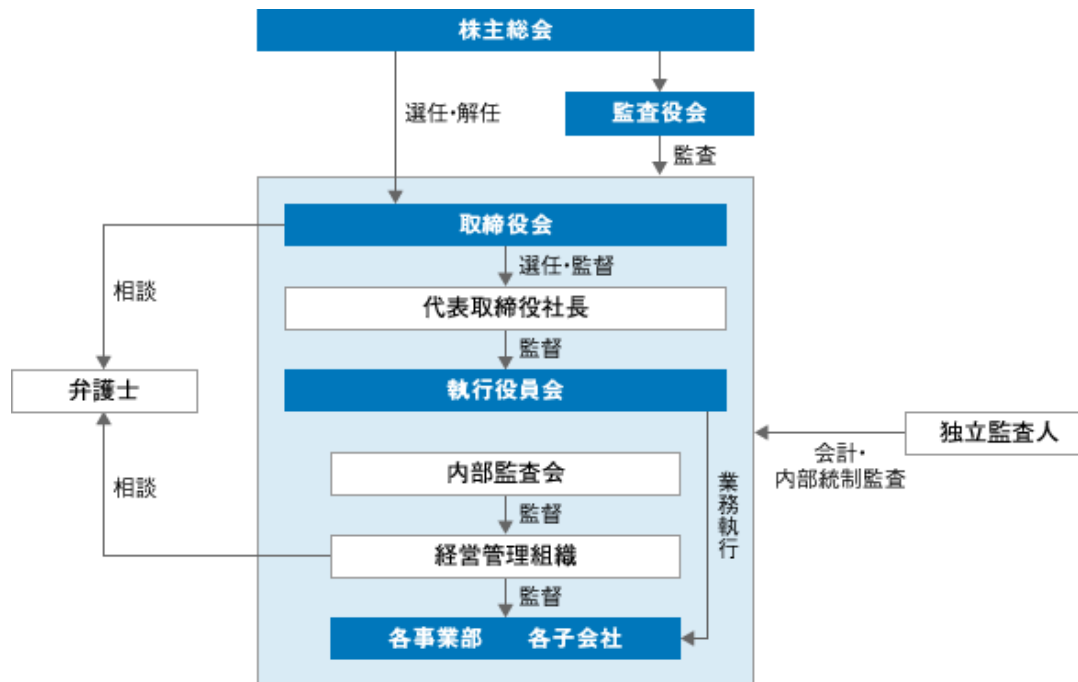 株主総会
選任・解任
監査役会
監査
取締役会
選任・監督
相談
代表取締役社長
監督
弁護士
執行役員会
独立監査人
会計・
内部統制監査
内部監査会
相談
業務執行
監督
経営管理組織
監督
各事業部　各子会社